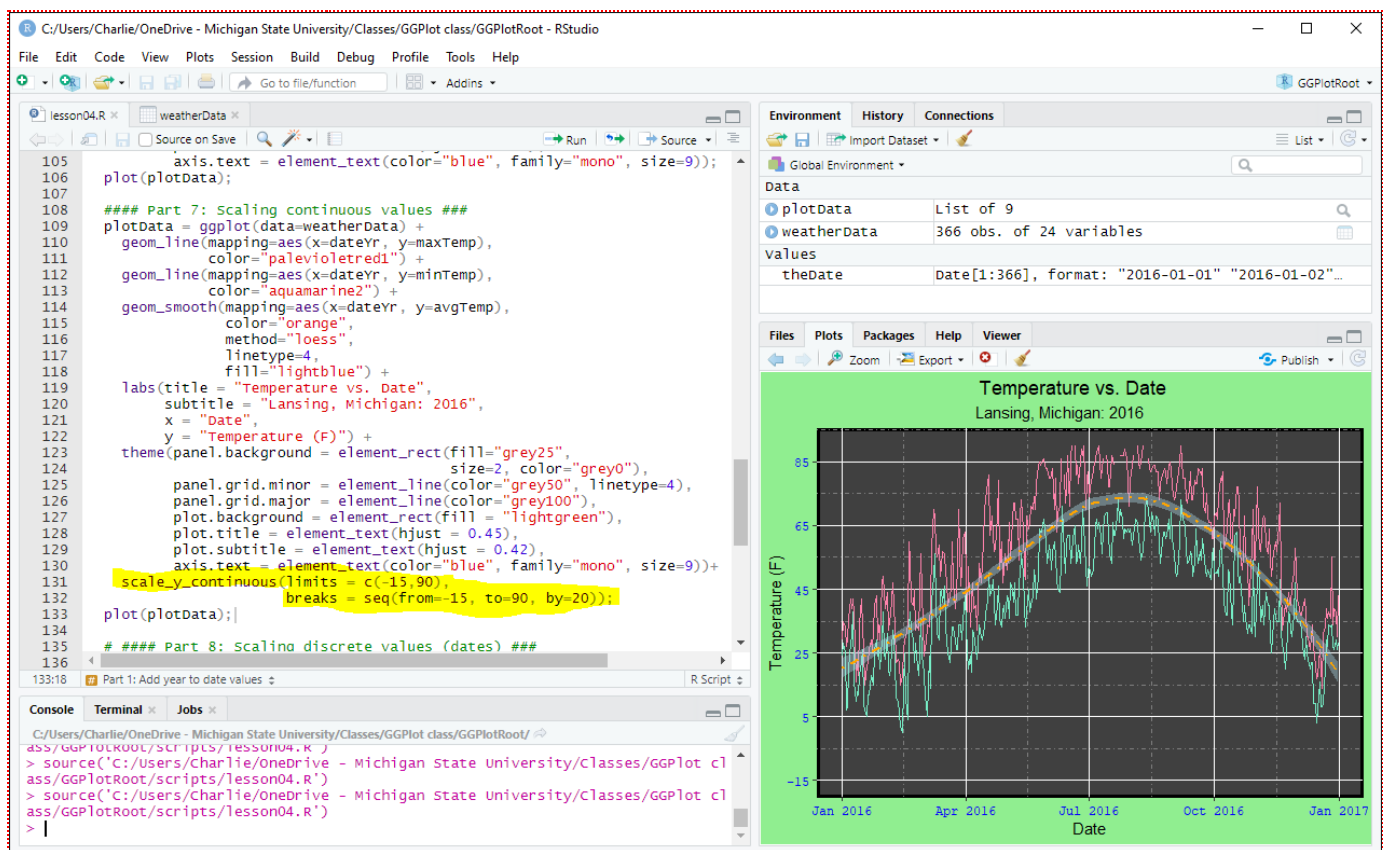 C:/Users/Charlie/OneDrive - Michigan State University/Classes/GGPlot class/GGPlotRoot - RStudio
File Edit Code View Plots Session Build Debug Profile Tools Help
Go to file/function Addins GGPlotRoot
lesson04.R weatherData
Source on Save Run Source
105 axis.text = element_text(color="blue", family="mono", size=9));
106 plot(plotData);
107
108 #### Part 7: Scaling continuous values ###
109 plotData = ggplot(data=weatherData) +
110 geom_line(mapping=aes(x=dateYr, y=maxTemp),
111 color="palevioletred1") +
112 geom_line(mapping=aes(x=dateYr, y=minTemp),
113 color="aquamarine2") +
114 geom_smooth(mapping=aes(x=dateYr, y=avgTemp),
115 color="orange",
116 method="loess",
117 linetype=4,
118 fill="lightblue") +
119 labs(title = "Temperature vs. Date",
120 subtitle = "Lansing, Michigan: 2016",
121 x = "Date",
122 y = "Temperature (F)") +
123 theme(panel.background = element_rect(fill="grey25",
124 size=2, color="grey0"),
125 panel.grid.minor = element_line(color="grey50", linetype=4),
126 panel.grid.major = element_line(color="grey100"),
127 plot.background = element_rect(fill = "lightgreen"),
128 plot.title = element_text(hjust = 0.45),
129 plot.subtitle = element_text(hjust = 0.42),
130 axis.text = element_text(color="blue", family="mono", size=9))+
131 scale_y_continuous(limits = c(-15,90),
132 breaks = seq(from=-15, to=90, by=20));
133 plot(plotData);
134
135 # #### Part 8: Scaling discrete values (dates) ###
136
133:18 Part 1: Add year to date values R Script
Console Terminal Jobs
C:/Users/Charlie/OneDrive - Michigan State University/Classes/GGPlot class/GGPlotRoot/
ass/GGPlotRoot/scripts/lesson04.R')
> source('C:/Users/Charlie/OneDrive - Michigan State University/Classes/GGPlot cl
ass/GGPlotRoot/scripts/lesson04.R')
> source('C:/Users/Charlie/OneDrive - Michigan State University/Classes/GGPlot cl
ass/GGPlotRoot/scripts/lesson04.R')
>
Environment History Connections
Import Dataset List
Global Environment
Data
plotData List of 9
weatherData 366 obs. of 24 variables
Values
theDate Date[1:366], format: "2016-01-01" "2016-01-02"…
Files Plots Packages Help Viewer
Zoom Export Publish
Temperature vs. Date
Lansing, Michigan: 2016
Temperature (F)
85
65
45
25
5
-15
Jan 2016 Apr 2016 Jul 2016 Oct 2016 Jan 2017
Date